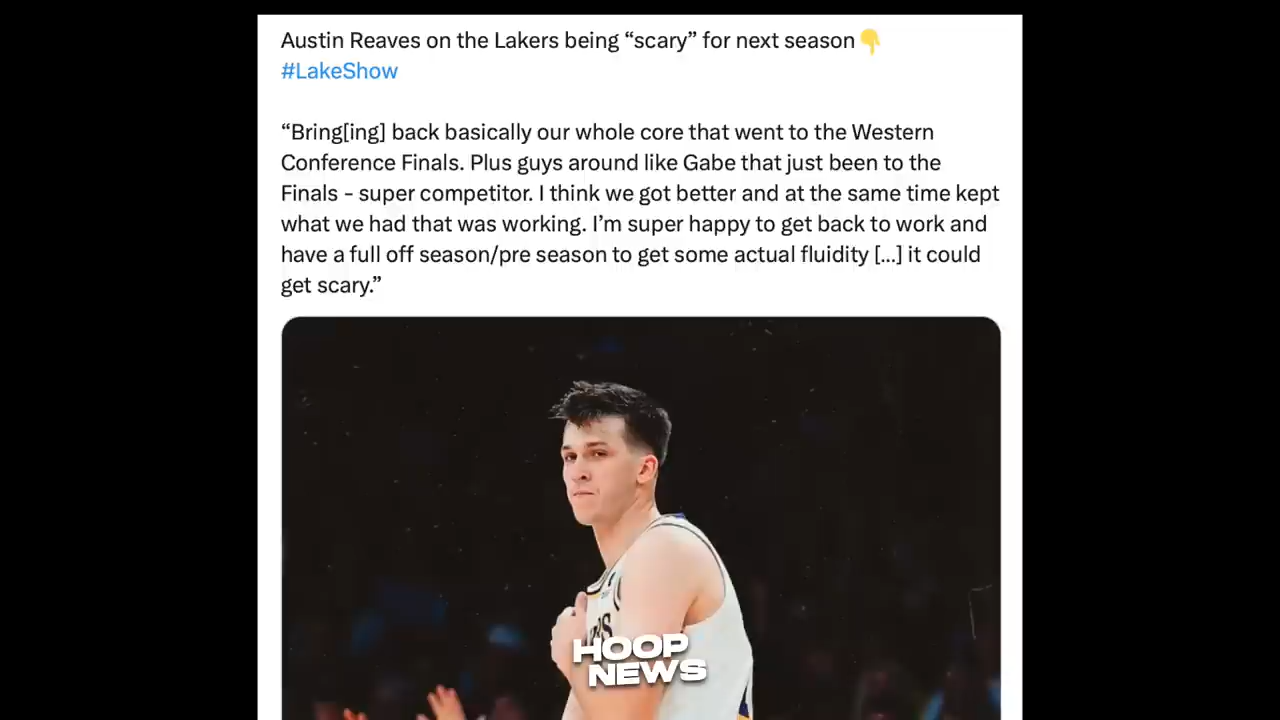 Austin Reaves on the Lakers being “scary” for next season👇
#LakeShow
“Bring[ing] back basically our whole core that went to the Western
Conference Finals. Plus guys around like Gabe that just been to the
Finals - super competitor. I think we got better and at the same time kept
what we had that was working. I’m super happy to get back to work and
have a full off season/pre season to get some actual fluidity [...] it could
get scary.”
HOOP
NEWS